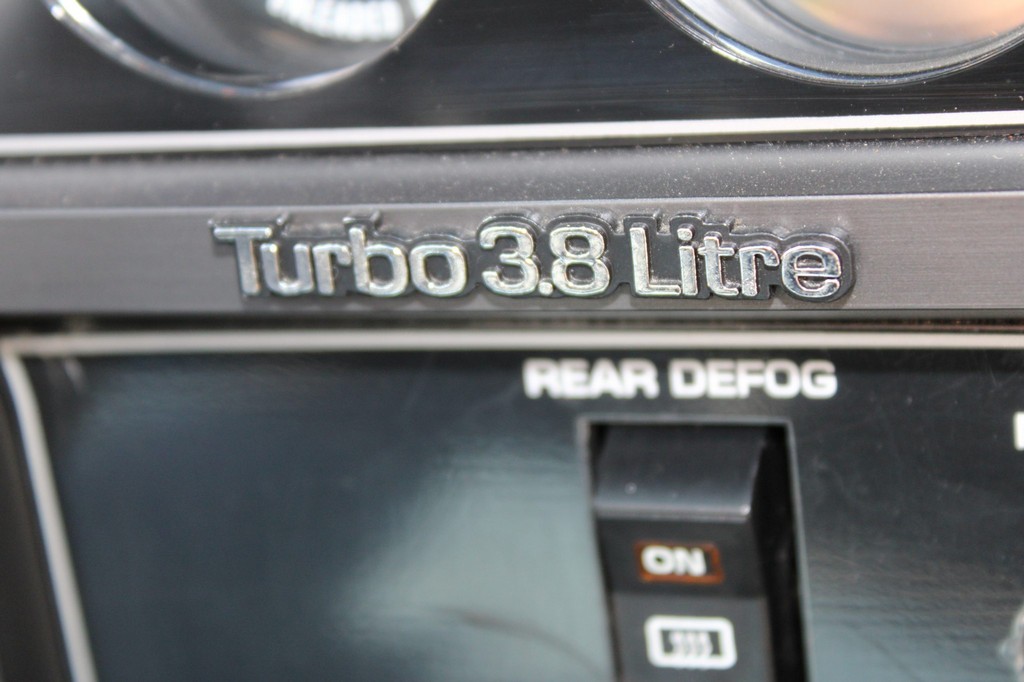 Turbo 3.8 Litre
REAR DEFOG
ON